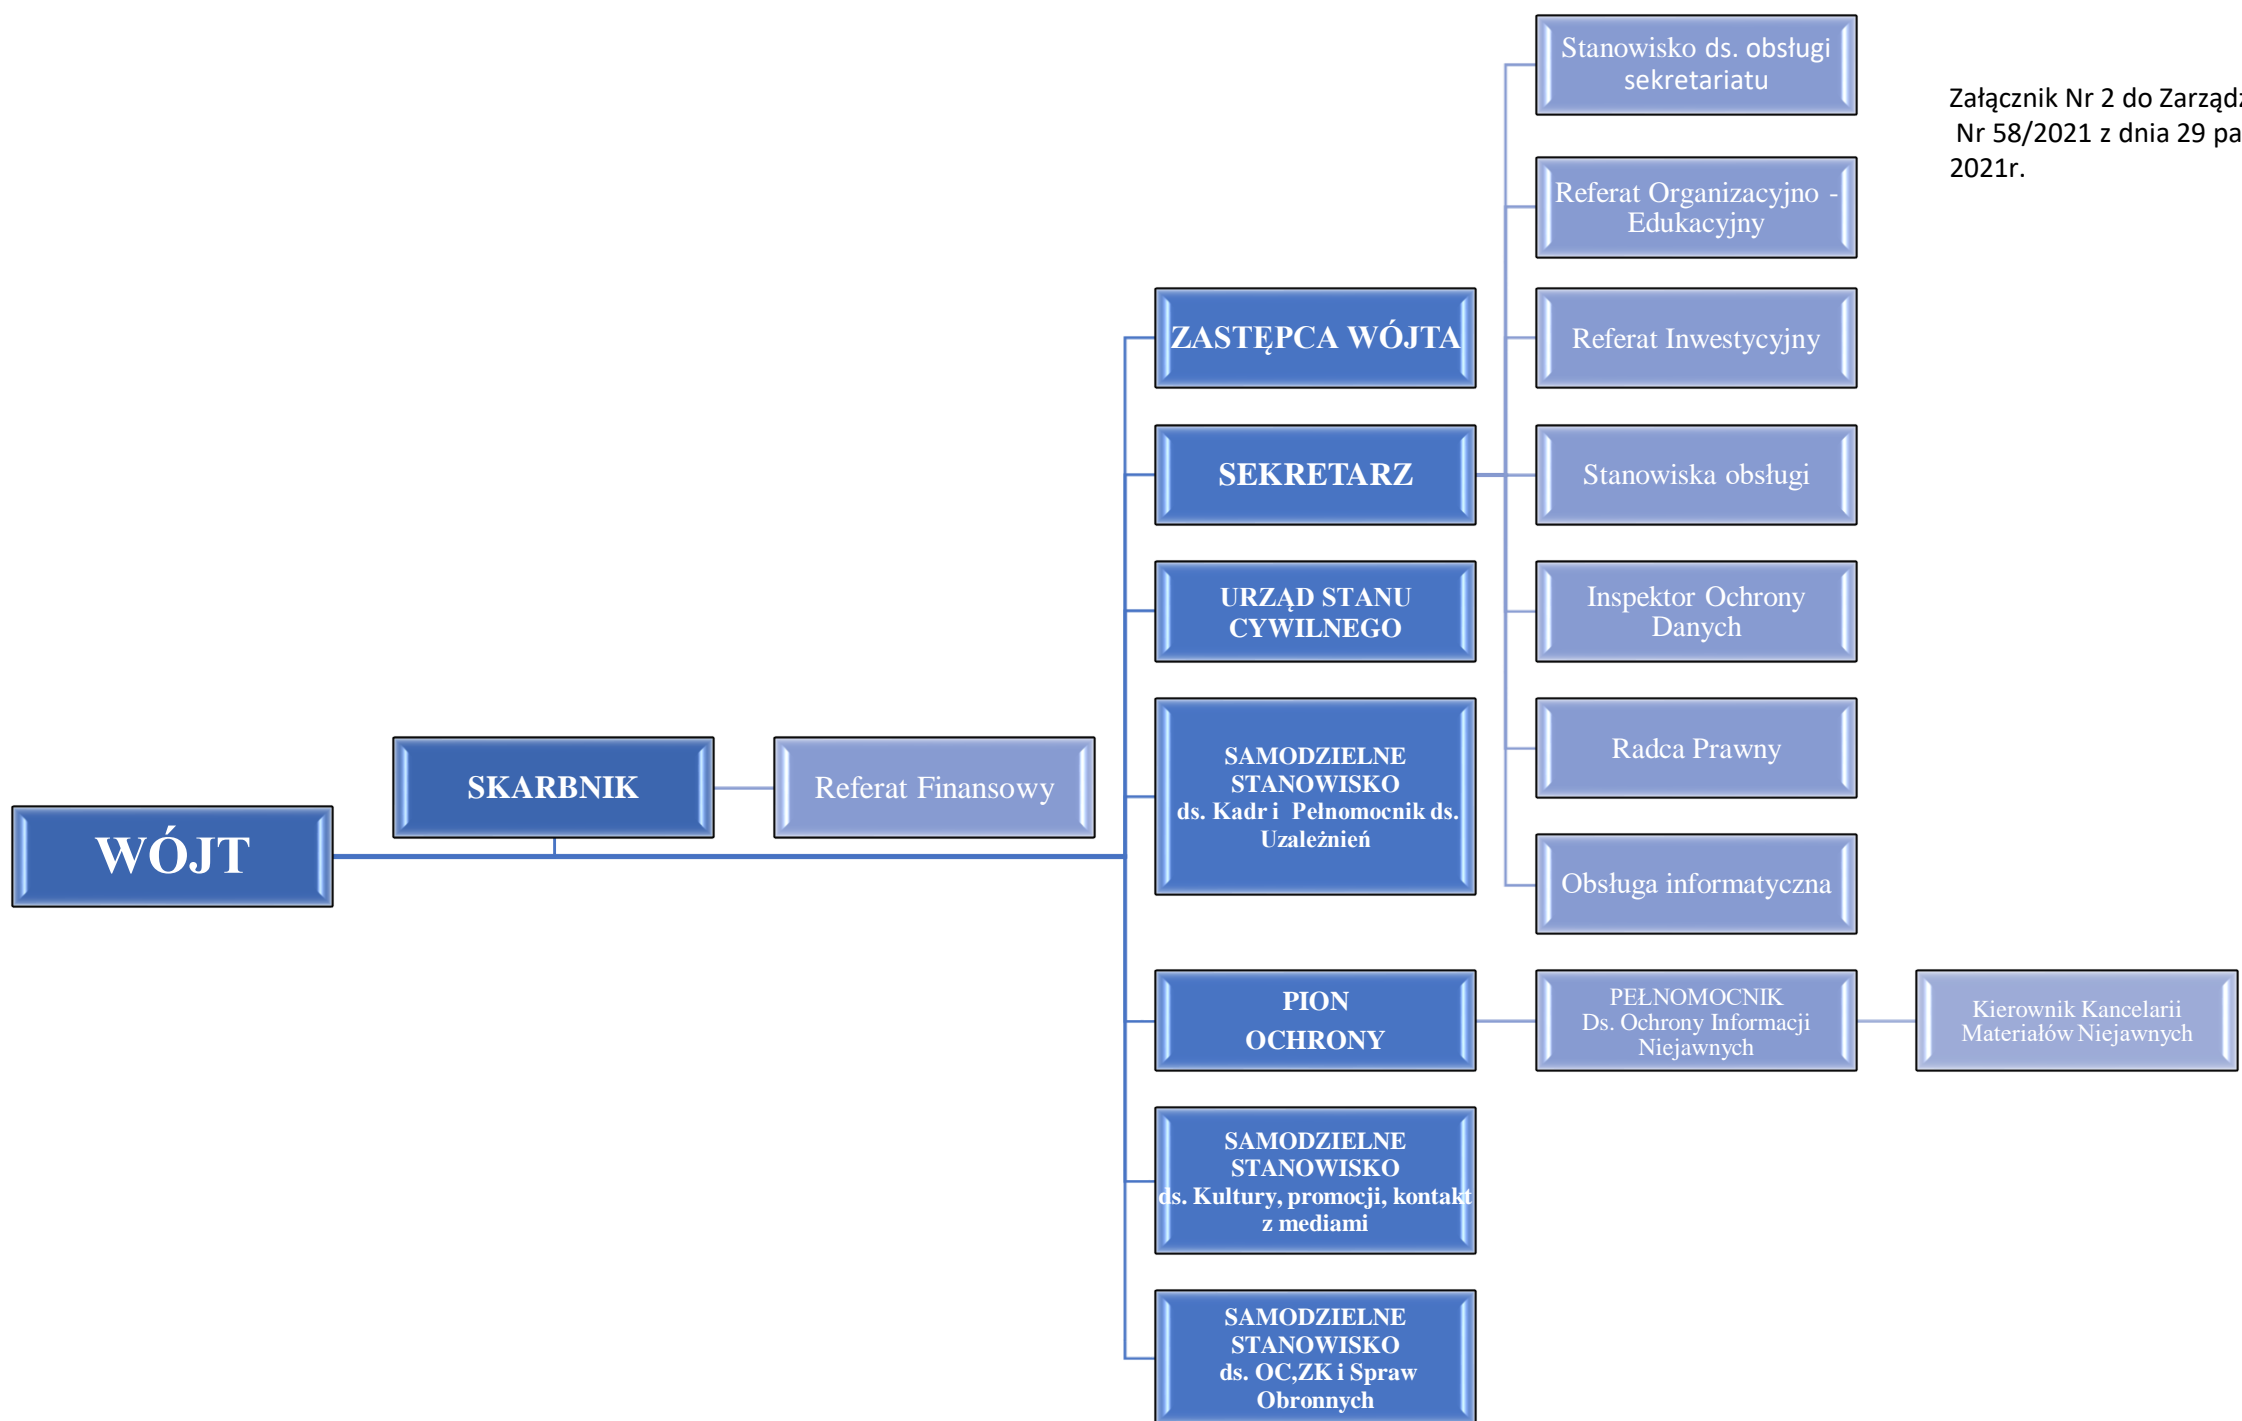 Stanowisko ds. obsługi
sekretariatu
Załącznik Nr 2 do
Nr 58/2021 z dnia 29
2021r.
Referat Organizacyjno -
Edukacyjny
ZASTĘPCA WÓJTA
Referat Inwestycyjny
SEKRETARZ
Stanowiska obsługi
URZĄD STANU
CYWILNEGO
Inspektor Ochrony
Danych
SAMODZIELNE
STANOWISKO
ds. Kadr i Pełnomocnik ds.
Uzależnień
Radca Prawny
SKARBNIK
Referat Finansowy
WÓJT
Obsługa informatyczna
PION
OCHRONY
PEŁNOMOCNIK
Ds. Ochrony Informacji
Niejawnych
Kierownik Kancelarii
Materiałów Niejawnych
SAMODZIELNE
STANOWISKO
ds. Kultury, promocji, kontakt
z mediami
SAMODZIELNE
STANOWISKO
ds. OC,ZK i Spraw
Obronnych